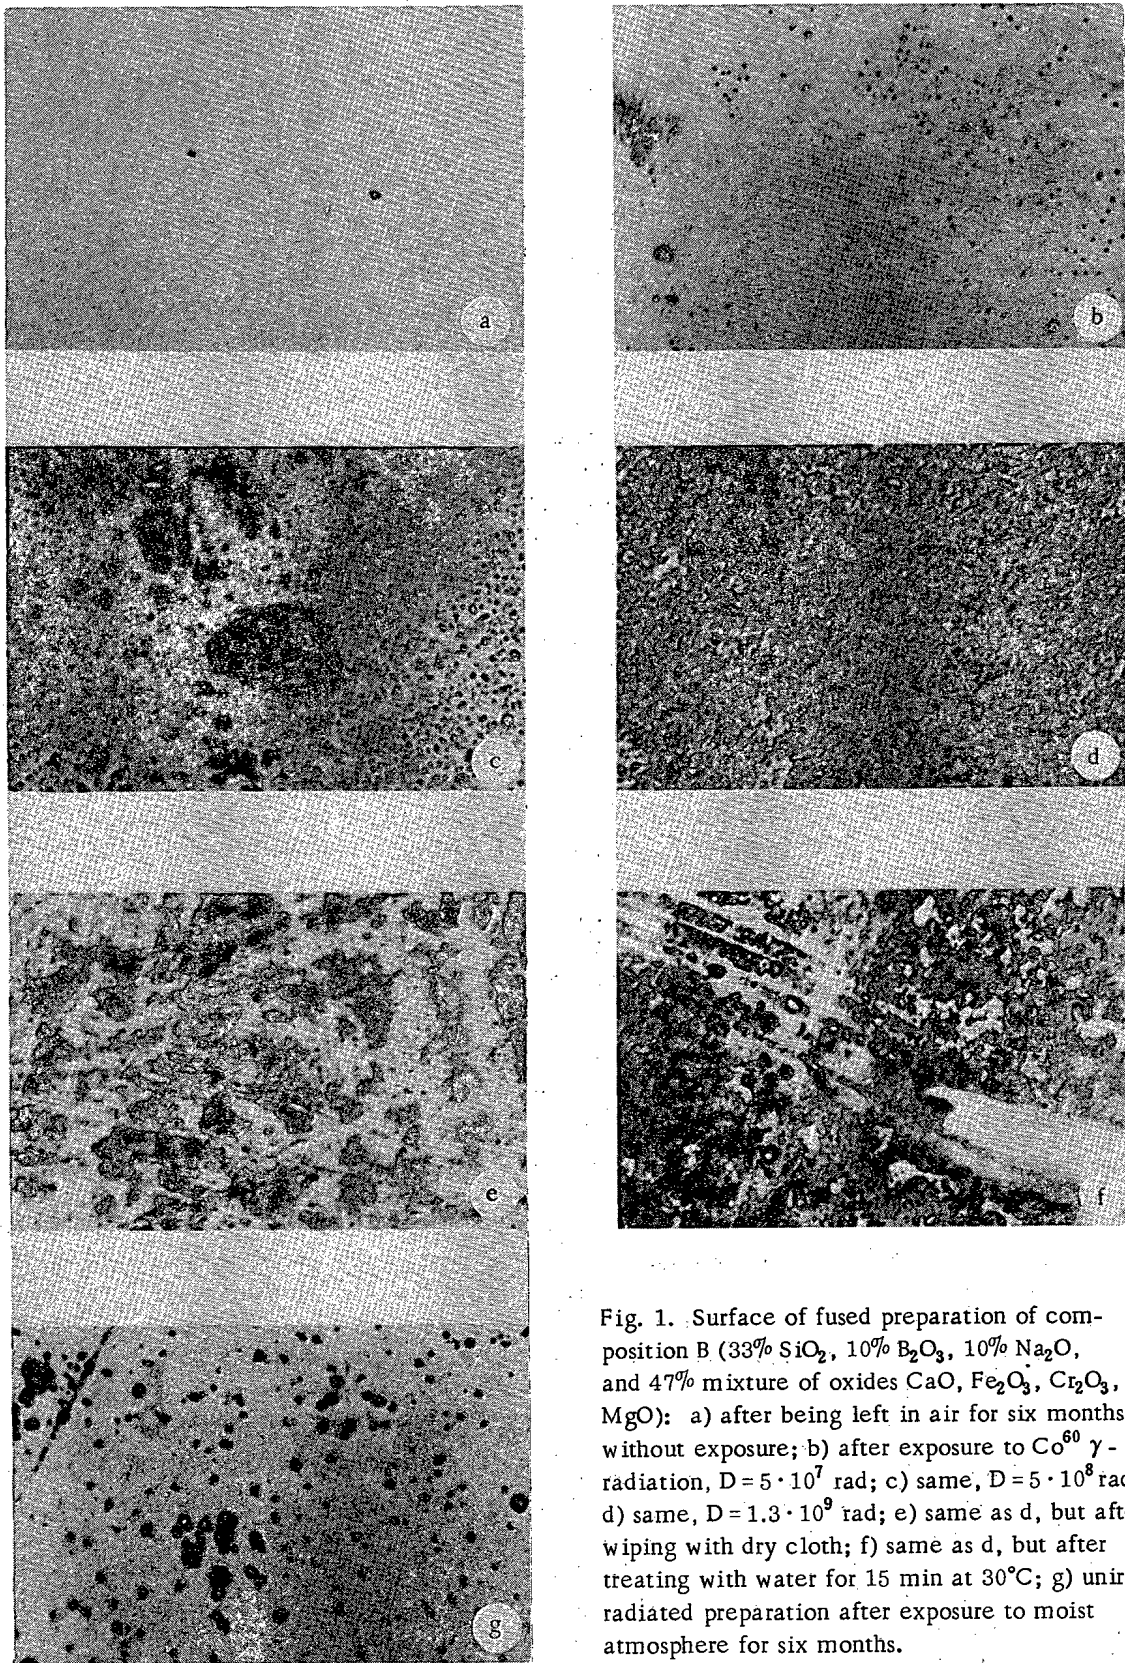 a
b
c
d
e
f
g
Fig. 1. Surface of fused preparation of com-
position B (33% SiO₂, 10% B₂O₃, 10% Na₂O,
and 47% mixture of oxides CaO, Fe₂O₃, Cr₂O₃,
MgO): a) after being left in air for six months
without exposure; b) after exposure to Co⁶⁰ γ-
radiation, D = 5 · 10⁷ rad; c) same, D = 5 · 10⁸ rad
d) same, D = 1.3 · 10⁹ rad; e) same as d, but aft
wiping with dry cloth; f) same as d, but after
treating with water for 15 min at 30°C; g) unir
radiated preparation after exposure to moist
atmosphere for six months.